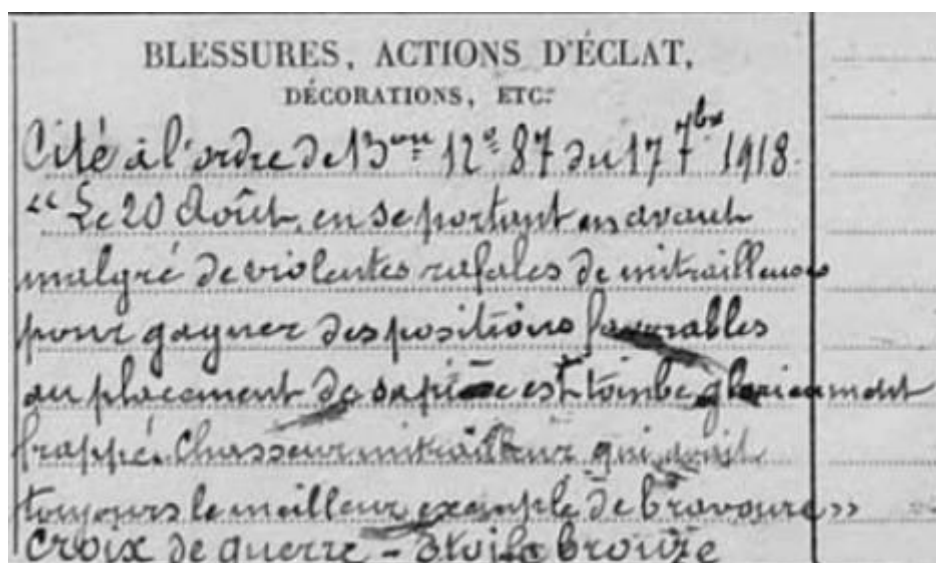 BLESSURES, ACTIONS D'ÉCLAT,
DÉCORATIONS, ETC.
Cité à l'ordre de 13ème 12e 87 du 17 7bre 1918.
"Le 20 Août, en se portant en avant
malgré de violentes rafales de mitrailleuses
pour gagner des positions favorables
au placement de sa pièce est tombé glorieusement
frappé. Chasseur mitrailleur qui avait
toujours le meilleur exemple de bravoure"
Croix de guerre - étoile bronze